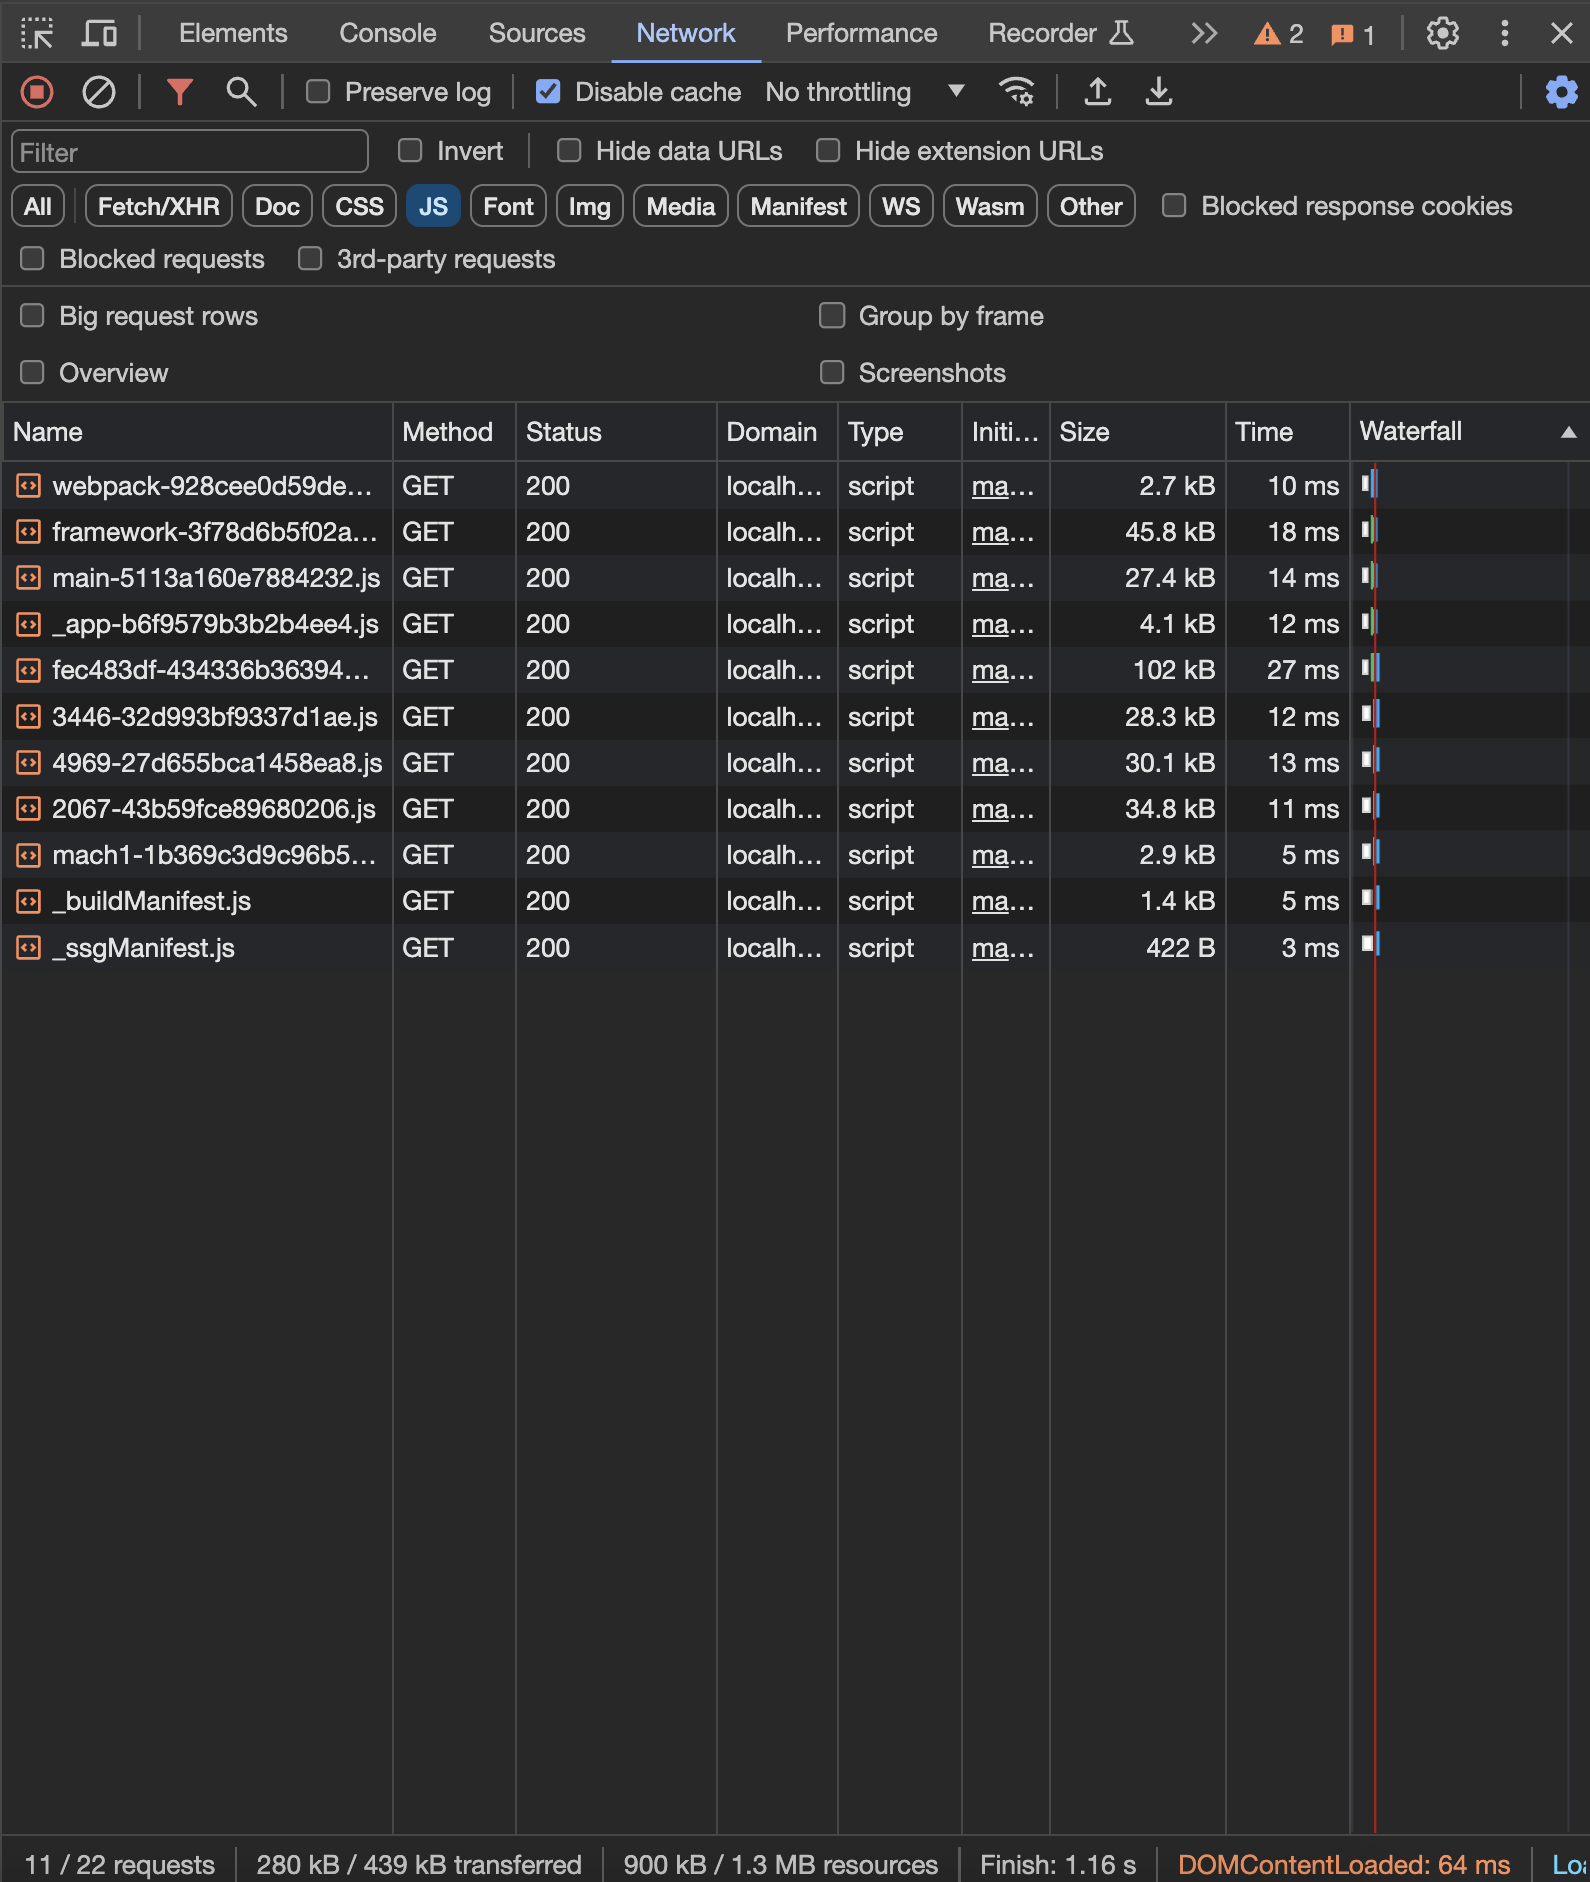 Elements Console Sources Network Performance Recorder 2 1
Preserve log Disable cache No throttling
Filter Invert Hide data URLs Hide extension URLs
All Fetch/XHR Doc CSS JS Font Img Media Manifest WS Wasm Other Blocked response cookies
Blocked requests 3rd-party requests
Big request rows Group by frame
Overview Screenshots
Name Method Status Domain Type Initi… Size Time Waterfall
webpack-928cee0d59de… GET 200 localh… script ma… 2.7 kB 10 ms
framework-3f78d6b5f02a… GET 200 localh… script ma… 45.8 kB 18 ms
main-5113a160e7884232.js GET 200 localh… script ma… 27.4 kB 14 ms
_app-b6f9579b3b2b4ee4.js GET 200 localh… script ma… 4.1 kB 12 ms
fec483df-434336b36394… GET 200 localh… script ma… 102 kB 27 ms
3446-32d993bf9337d1ae.js GET 200 localh… script ma… 28.3 kB 12 ms
4969-27d655bca1458ea8.js GET 200 localh… script ma… 30.1 kB 13 ms
2067-43b59fce89680206.js GET 200 localh… script ma… 34.8 kB 11 ms
mach1-1b369c3d9c96b5… GET 200 localh… script ma… 2.9 kB 5 ms
_buildManifest.js GET 200 localh… script ma… 1.4 kB 5 ms
_ssgManifest.js GET 200 localh… script ma… 422 B 3 ms
11 / 22 requests 280 kB / 439 kB transferred 900 kB / 1.3 MB resources Finish: 1.16 s DOMContentLoaded: 64 ms